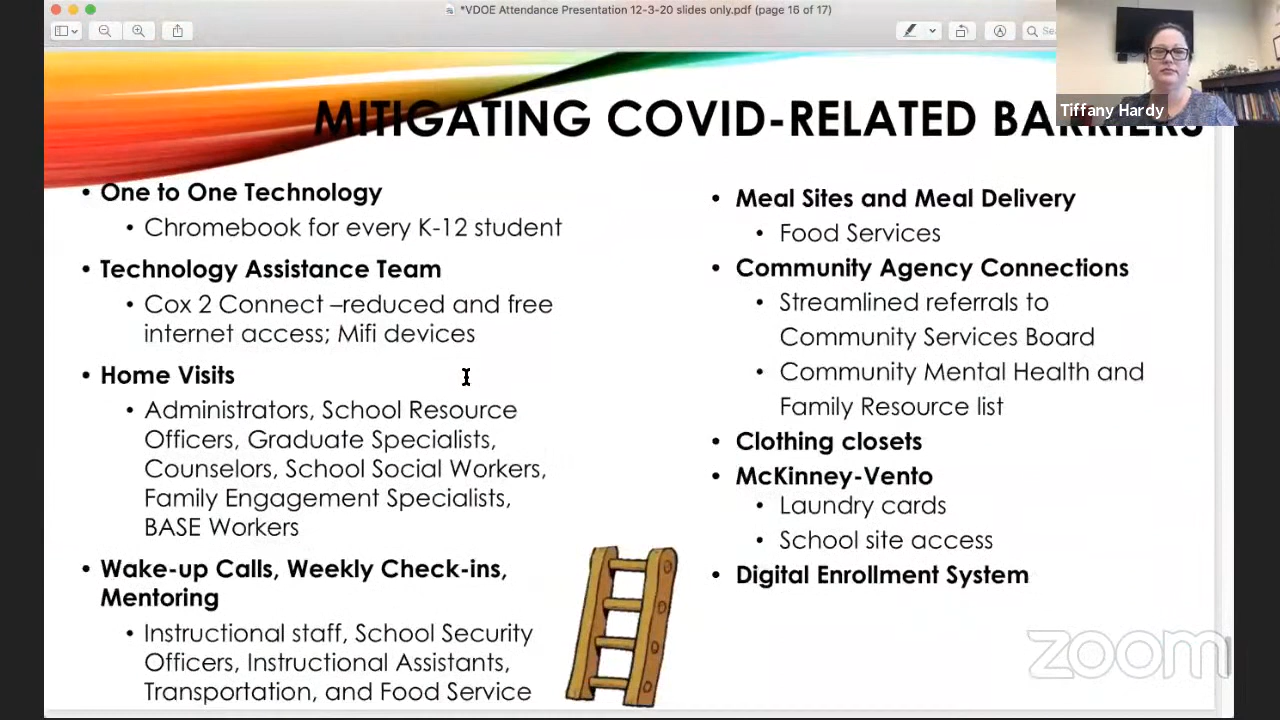 *VDOE Attendance Presentation 12-3-20 slides only.pdf (page 16 of 17)
Tiffany Hardy
MITIGATING COVID-RELATED BARRIERS
• One to One Technology
• Chromebook for every K-12 student
• Technology Assistance Team
• Cox 2 Connect –reduced and free
internet access; Mifi devices
• Home Visits
• Administrators, School Resource
Officers, Graduate Specialists,
Counselors, School Social Workers,
Family Engagement Specialists,
BASE Workers
• Wake-up Calls, Weekly Check-ins,
Mentoring
• Instructional staff, School Security
Officers, Instructional Assistants,
Transportation, and Food Service
• Meal Sites and Meal Delivery
• Food Services
• Community Agency Connections
• Streamlined referrals to
Community Services Board
• Community Mental Health and
Family Resource list
• Clothing closets
• McKinney-Vento
• Laundry cards
• School site access
• Digital Enrollment System
zoom